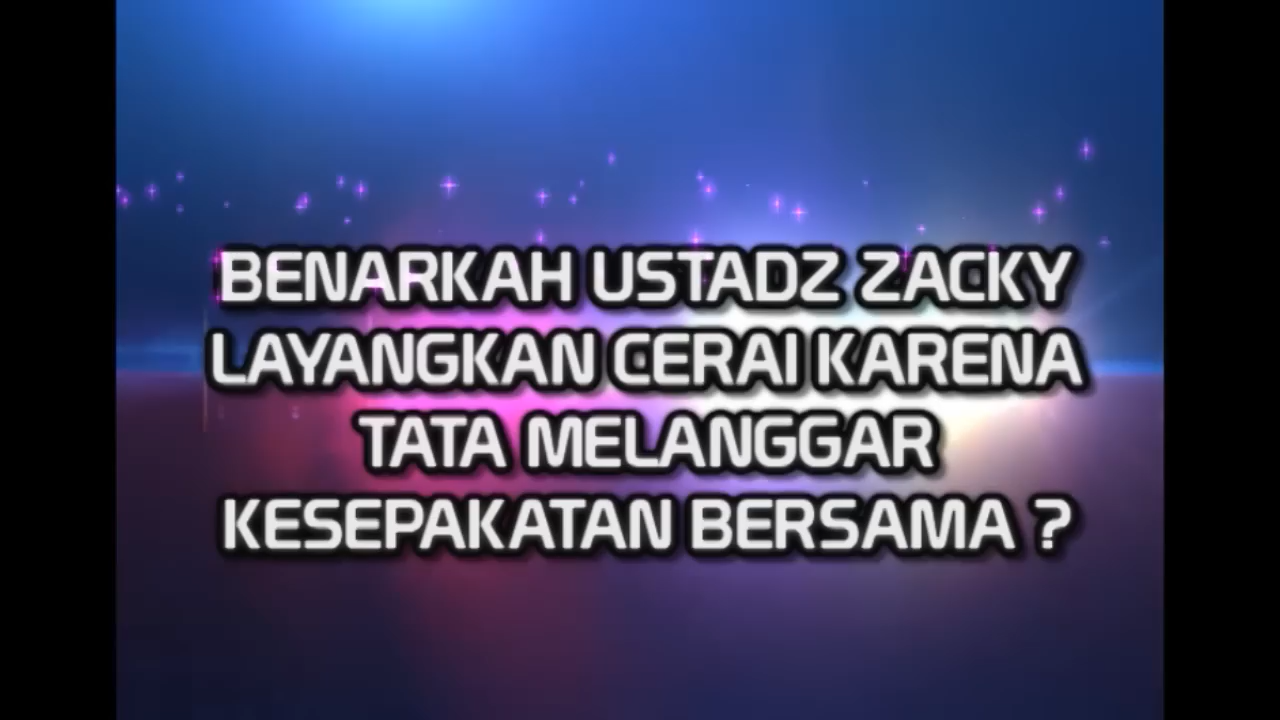 BENARKAH USTADZ ZACKY
LAYANGKAN CERAI KARENA
TATA MELANGGAR
KESEPAKATAN BERSAMA ?